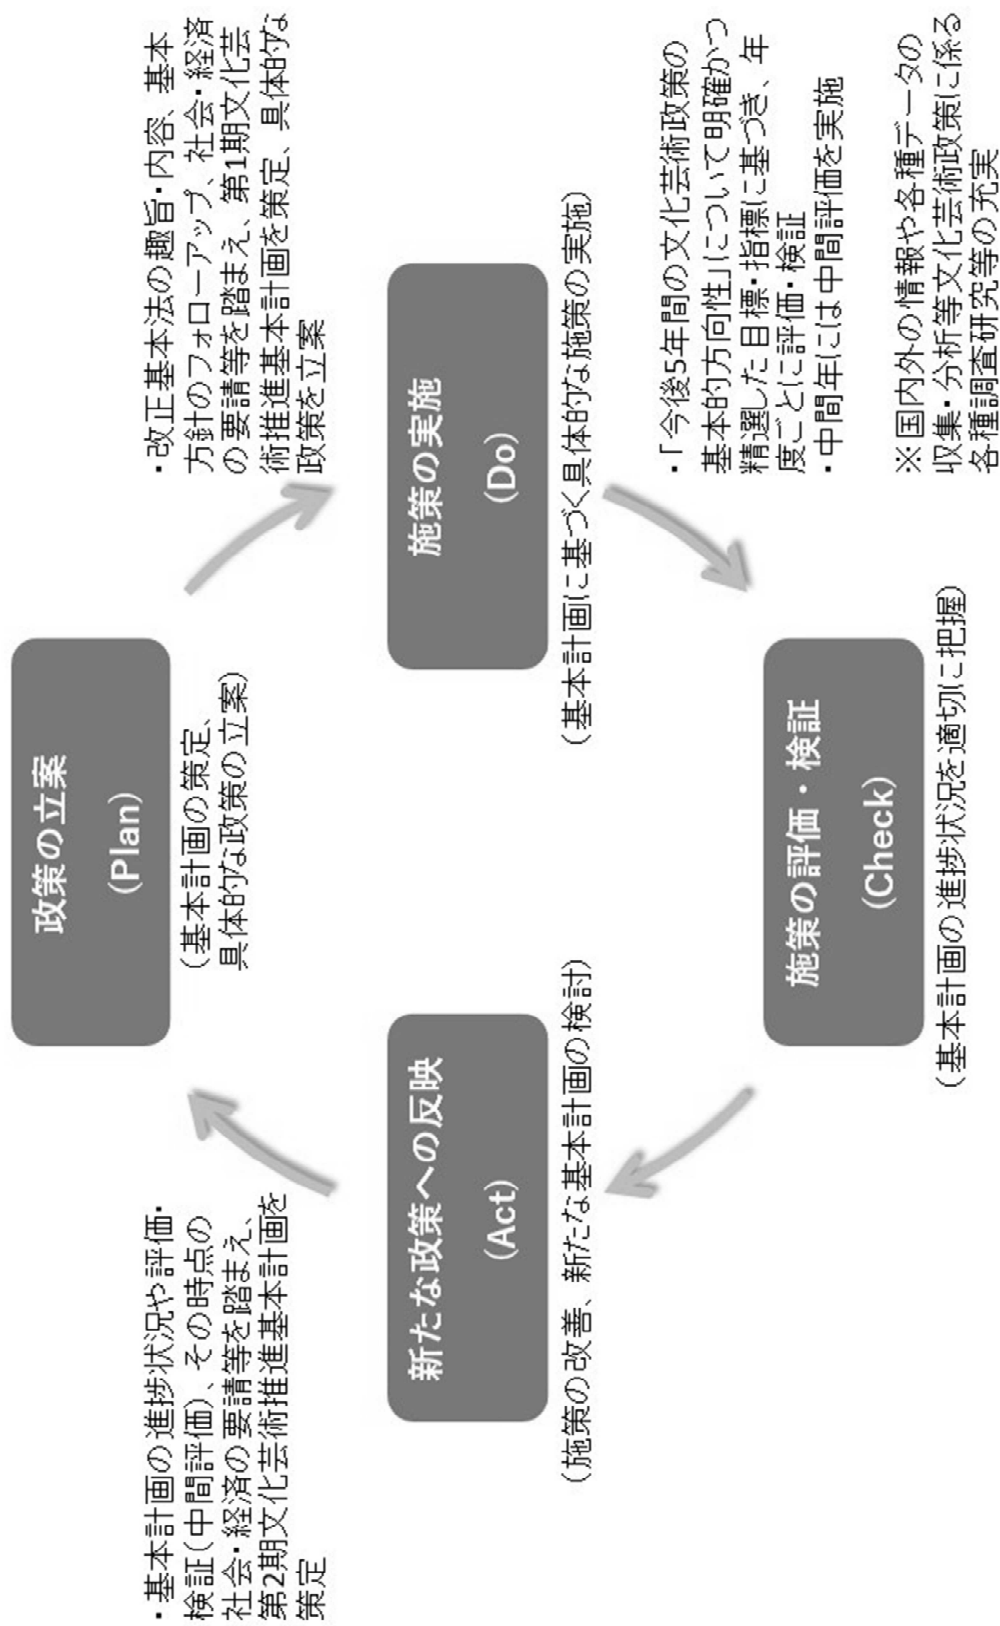 政策の立案
(Plan)
（基本計画の策定、
具体的な政策の立案）
・改正基本法の趣旨・内容、基本
方針のフォローアップ、社会・経済
の要請等を踏まえ、第1期文化芸
術推進基本計画を策定、具体的な
政策を立案
施策の実施
(Do)
（基本計画に基づく具体的な施策の実施）
・「今後5年間の文化芸術政策の
基本的方向性」について明確かつ
精選した目標・指標に基づき、年
度ごとに評価・検証
・中間年には中間評価を実施
※国内外の情報や各種データの
収集・分析等文化芸術政策に係る
各種調査研究等の充実
施策の評価・検証
(Check)
（基本計画の進捗状況を適切に把握）
新たな政策への反映
(Act)
（施策の改善、新たな基本計画の検討）
・基本計画の進捗状況や評価・
検証（中間評価）、その時点の
社会・経済の要請等を踏まえ、
第2期文化芸術推進基本計画を
策定